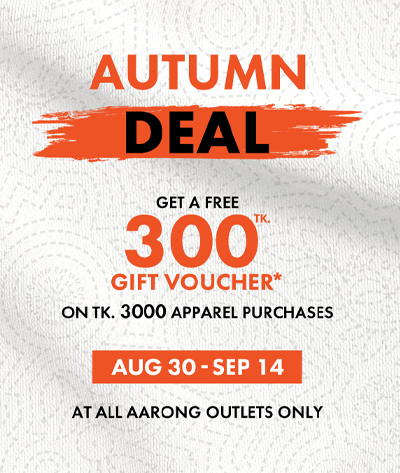 AUTUMN
DEAL
GET A FREE
300 TK.
GIFT VOUCHER*
ON TK. 3000 APPAREL PURCHASES
AUG 30 - SEP 14
AT ALL AARONG OUTLETS ONLY